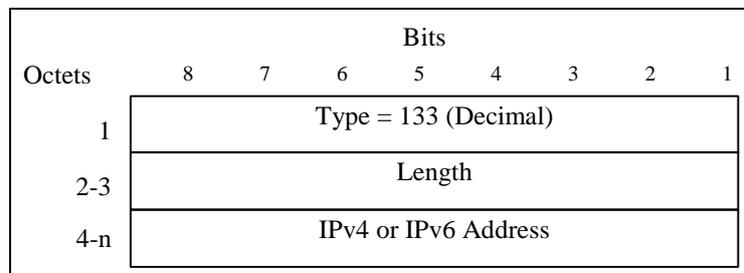 Bits
Octets 8 7 6 5 4 3 2 1
1 Type = 133 (Decimal)
2-3 Length
4-n IPv4 or IPv6 Address